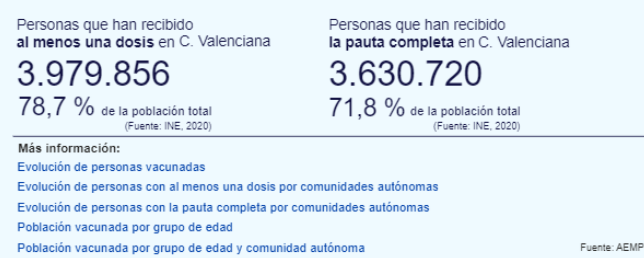 Personas que han recibido
al menos una dosis en C. Valenciana
3.979.856
78,7 % de la población total
(Fuente: INE, 2020)
Personas que han recibido
la pauta completa en C. Valenciana
3.630.720
71,8 % de la población total
(Fuente: INE, 2020)
Más información:
Evolución de personas vacunadas
Evolución de personas con al menos una dosis por comunidades autónomas
Evolución de personas con la pauta completa por comunidades autónomas
Población vacunada por grupo de edad
Población vacunada por grupo de edad y comunidad autónoma
Fuente: AEMP